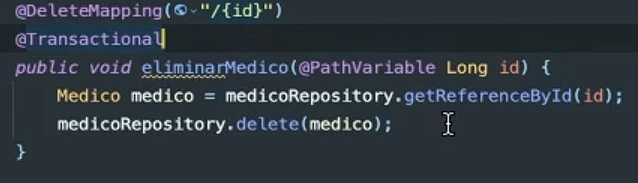 @DeleteMapping("/{id}")
@Transactional
public void eliminarMedico(@PathVariable Long id) {
Medico medico = medicoRepository.getReferenceById(id);
medicoRepository.delete(medico);
}